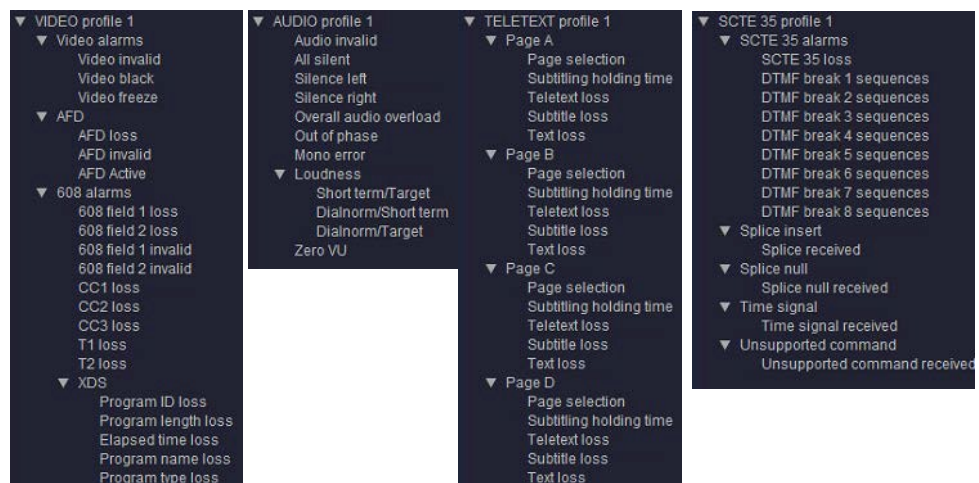 VIDEO profile 1
Video alarms
Video invalid
Video black
Video freeze
AFD
AFD loss
AFD invalid
AFD Active
608 alarms
608 field 1 loss
608 field 2 loss
608 field 1 invalid
608 field 2 invalid
CC1 loss
CC2 loss
CC3 loss
T1 loss
T2 loss
XDS
Program ID loss
Program length loss
Elapsed time loss
Program name loss
Program type loss
AUDIO profile 1
Audio invalid
All silent
Silence left
Silence right
Overall audio overload
Out of phase
Mono error
Loudness
Short term/Target
Dialnorm/Short term
Dialnorm/Target
Zero VU
TELETEXT profile 1
Page A
Page selection
Subtitling holding time
Teletext loss
Subtitle loss
Text loss
Page B
Page selection
Subtitling holding time
Teletext loss
Subtitle loss
Text loss
Page C
Page selection
Subtitling holding time
Teletext loss
Subtitle loss
Text loss
Page D
Page selection
Subtitling holding time
Teletext loss
Subtitle loss
Text loss
SCTE 35 profile 1
SCTE 35 alarms
SCTE 35 loss
DTMF break 1 sequences
DTMF break 2 sequences
DTMF break 3 sequences
DTMF break 4 sequences
DTMF break 5 sequences
DTMF break 6 sequences
DTMF break 7 sequences
DTMF break 8 sequences
Splice insert
Splice received
Splice null
Splice null received
Time signal
Time signal received
Unsupported command
Unsupported command received